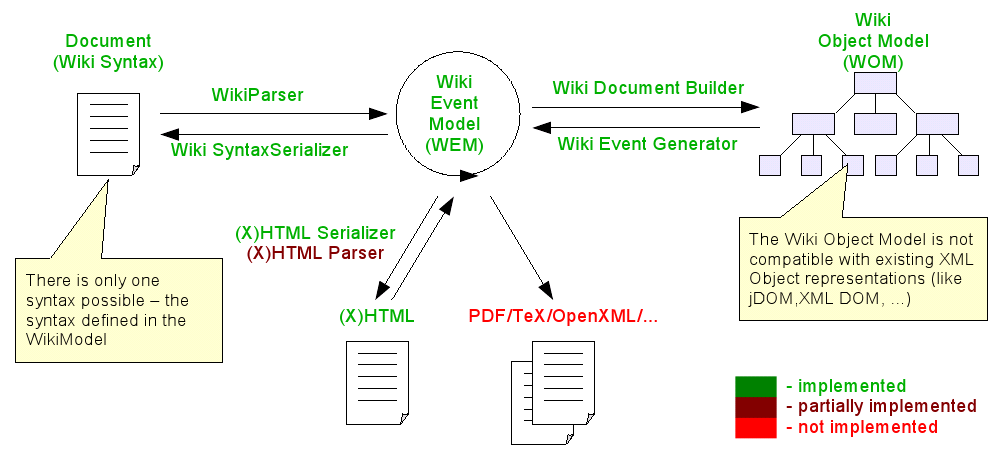 Document
(Wiki Syntax)
WikiParser
Wiki SyntaxSerializer
Wiki
Event
Model
(WEM)
Wiki Document Builder
Wiki Event Generator
Wiki
Object Model
(WOM)
(X)HTML Serializer
(X)HTML Parser
There is only one
syntax possible – the
syntax defined in the
WikiModel
The Wiki Object Model is not
compatible with existing XML
Object representations (like
jDOM,XML DOM, ...)
(X)HTML
PDF/TeX/OpenXML/...
- implemented
- partially implemented
- not implemented